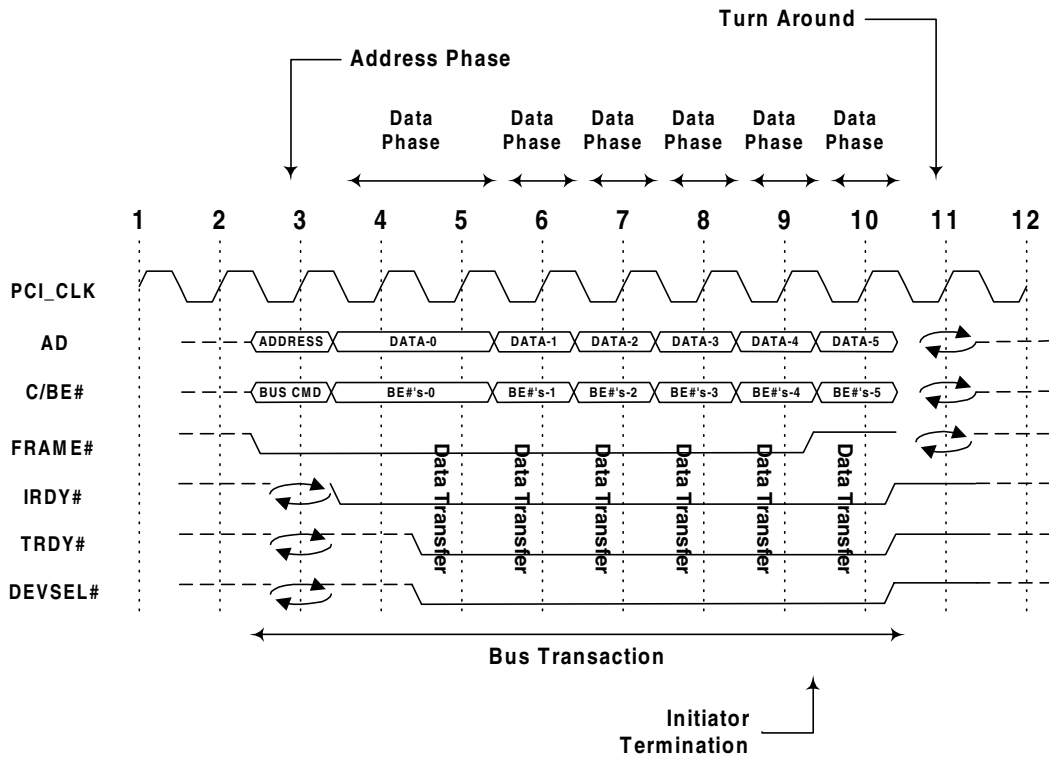 Turn Around
Address Phase
Data Phase
Data Phase
Data Phase
Data Phase
Data Phase
Data Phase
1 2 3 4 5 6 7 8 9 10 11 12
PCI_CLK
AD ADDRESS DATA-0 DATA-1 DATA-2 DATA-3 DATA-4 DATA-5
C/BE# BUS CMD BE#'s-0 BE#'s-1 BE#'s-2 BE#'s-3 BE#'s-4 BE#'s-5
FRAME#
IRDY#
TRDY#
DEVSEL#
Data Transfer
Data Transfer
Data Transfer
Data Transfer
Data Transfer
Data Transfer
Bus Transaction
Initiator
Termination